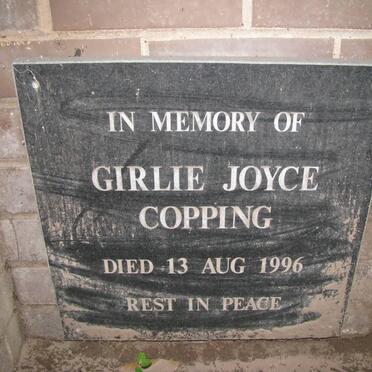 IN MEMORY OF
GIRLIE JOYCE
COPPING
DIED 13 AUG 1996
REST IN PEACE